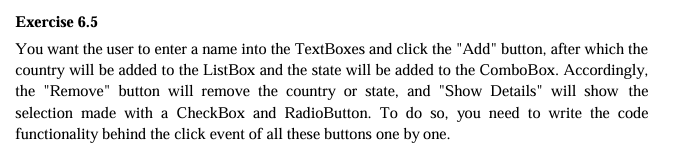 Exercise 6.5
You want the user to enter a name into the TextBoxes and click the "Add" button, after which the
country will be added to the ListBox and the state will be added to the ComboBox. Accordingly,
the "Remove" button will remove the country or state, and "Show Details" will show the
selection made with a CheckBox and RadioButton. To do so, you need to write the code
functionality behind the click event of all these buttons one by one.